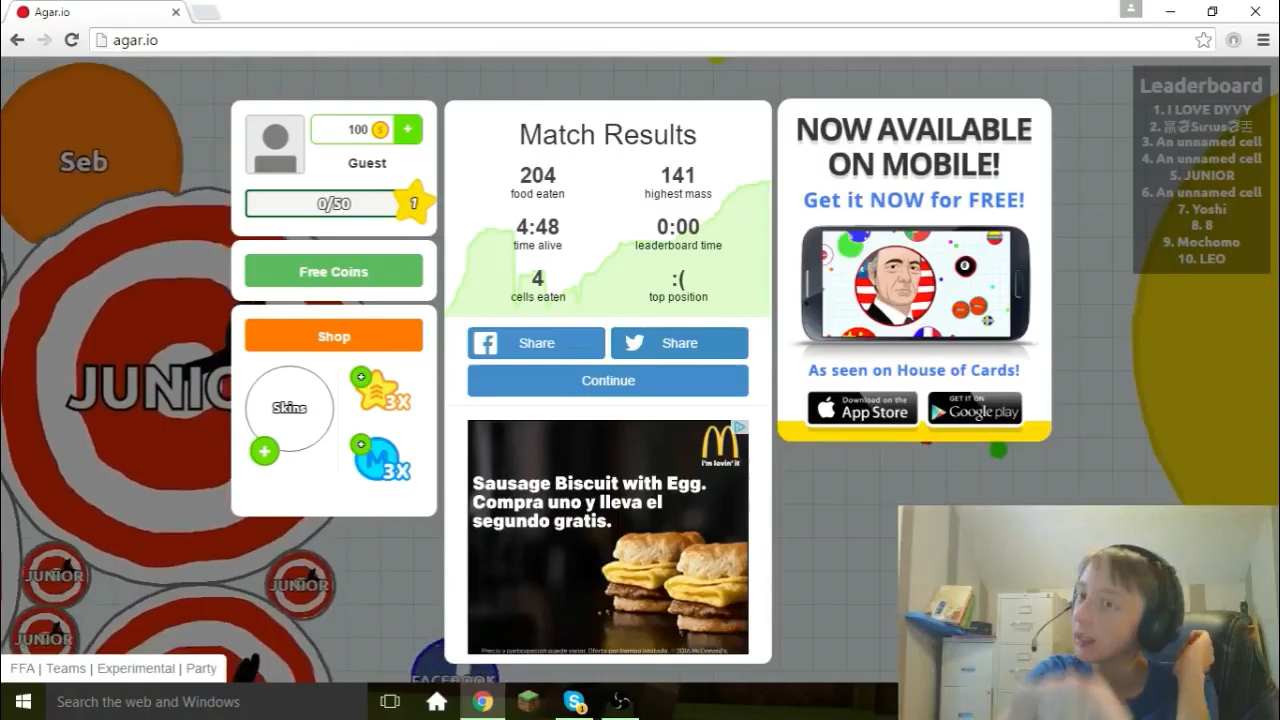 Agar.io
agar.io
Seb
JUNIOR
JUNIOR
JUNIOR
JUNIOR
FACEBOOK
100
Guest
0/50
1
Free Coins
Shop
Skins
3X
M
3X
Match Results
204
food eaten
141
highest mass
4:48
time alive
0:00
leaderboard time
4
cells eaten
:(
top position
Share
Share
Continue
i'm lovin' it
Sausage Biscuit with Egg.
Compra uno y lleva el
segundo gratis.
NOW AVAILABLE
ON MOBILE!
Get it NOW for FREE!
As seen on House of Cards!
Download on the
App Store
GET IT ON
Google play
Leaderboard
1. I LOVE DYVY
3. An unnamed cell
4. An unnamed cell
5. JUNIOR
6. An unnamed cell
7. Yoshi
8. 8
9. Mochomo
10. LEO
FFA | Teams | Experimental | Party
Search the web and Windows